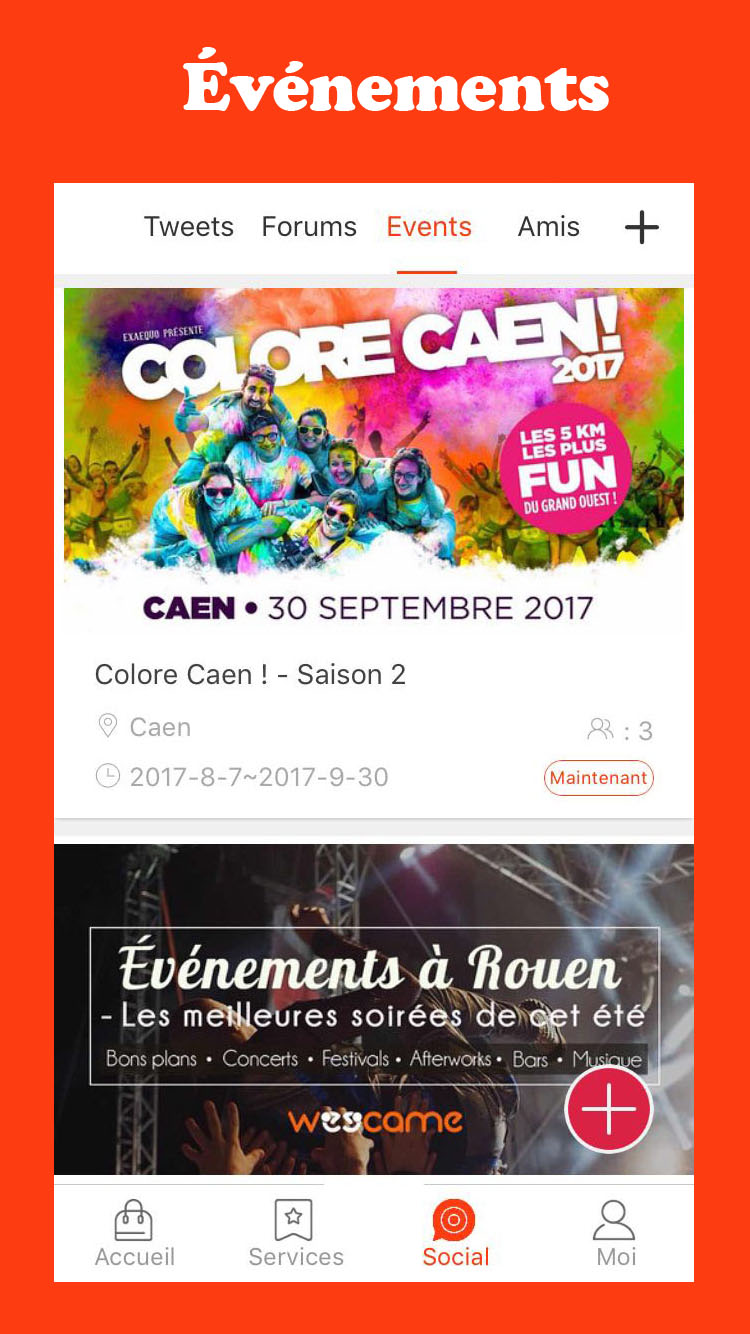 Événements
Tweets Forums Events Amis
EXAEQUO PRÉSENTE
COLORE CAEN!
2017
LES 5 KM
LES PLUS
FUN
DU GRAND OUEST !
CAEN • 30 SEPTEMBRE 2017
Colore Caen ! - Saison 2
Caen
: 3
2017-8-7~2017-9-30
Maintenant
Événements à Rouen
- Les meilleures soirées de cet été
Bons plans • Concerts • Festivals • Afterworks • Bars • Musique
wescame
Accueil Services Social Moi